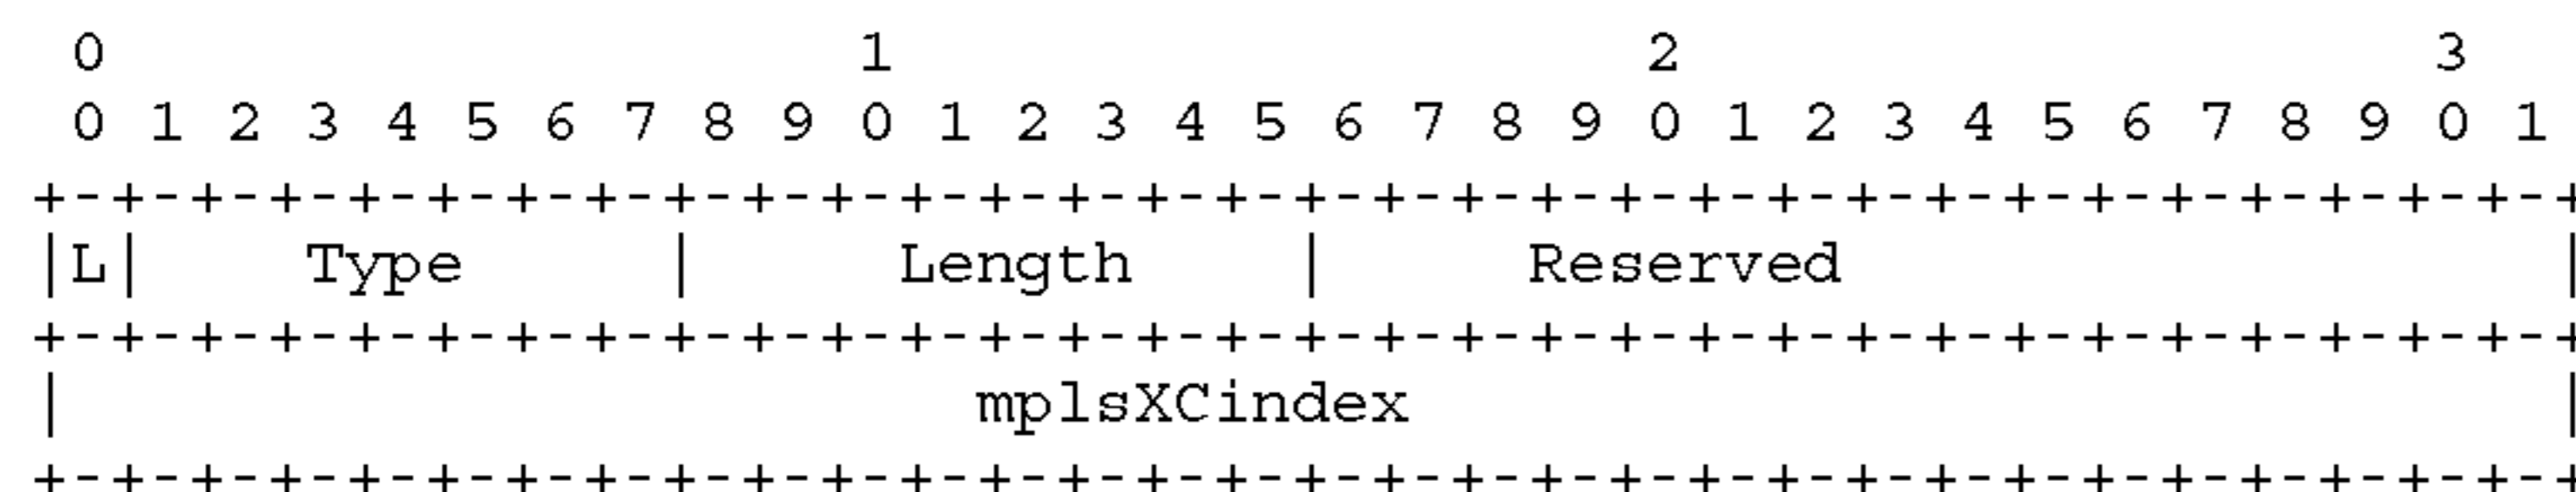 0                   1                   2                   3
 0 1 2 3 4 5 6 7 8 9 0 1 2 3 4 5 6 7 8 9 0 1 2 3 4 5 6 7 8 9 0 1
+-+-+-+-+-+-+-+-+-+-+-+-+-+-+-+-+-+-+-+-+-+-+-+-+-+-+-+-+-+-+-+-+
|L|    Type     |     Length    |     Reserved                  |
+-+-+-+-+-+-+-+-+-+-+-+-+-+-+-+-+-+-+-+-+-+-+-+-+-+-+-+-+-+-+-+-+
|                       mplsXCindex                             |
+-+-+-+-+-+-+-+-+-+-+-+-+-+-+-+-+-+-+-+-+-+-+-+-+-+-+-+-+-+-+-+-+